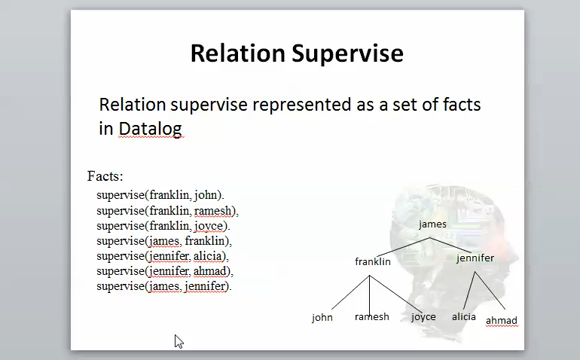 Relation Supervise
Relation supervise represented as a set of facts
in Datalog
Facts:
supervise(franklin, john).
supervise(franklin, ramesh),
supervise(franklin, joyce).
supervise(james, franklin),
supervise(jennifer, alicia),
supervise(jennifer, ahmad),
supervise(james, jennifer).
james
franklin jennifer
john ramesh joyce alicia ahmad